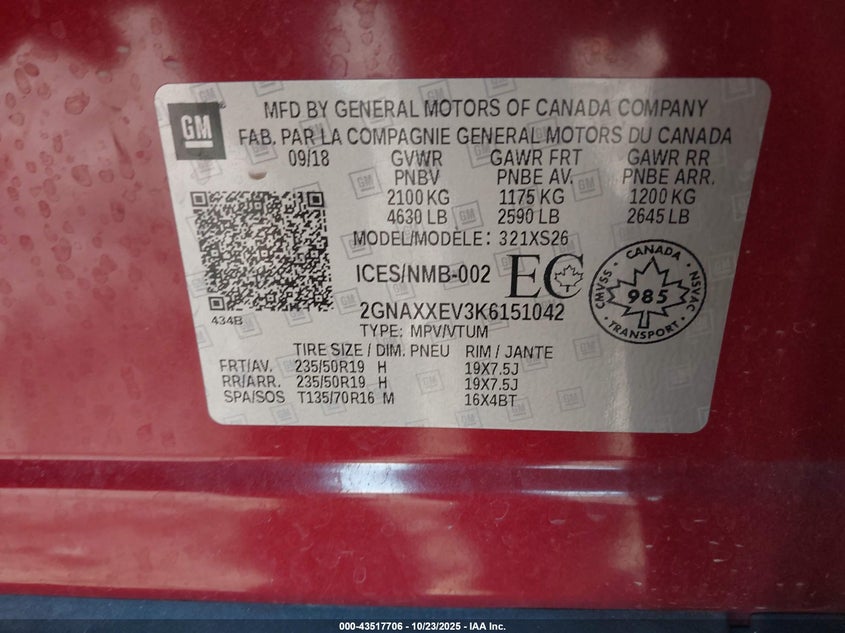 GM
MFD BY GENERAL MOTORS OF CANADA COMPANY
FAB. PAR LA COMPAGNIE GENERAL MOTORS DU CANADA
09/18 GVWR GAWR FRT GAWR RR
PNBV PNBE AV. PNBE ARR.
2100 KG 1175 KG 1200 KG
4630 LB 2590 LB 2645 LB
MODEL/MODÈLE: 321XS26
ICES/NMB-002 EC
434B
2GNAXXEV3K6151042
TYPE: MPV/VTUM
CANADA
CMVSS 985 NSVAC
TRANSPORT
TIRE SIZE / DIM. PNEU RIM / JANTE
FRT/AV. 235/50R19 H 19X7.5J
RR/ARR. 235/50R19 H 19X7.5J
SPA/SOS T135/70R16 M 16X4BT
000-43517706 - 10/23/2025 - IAA Inc.